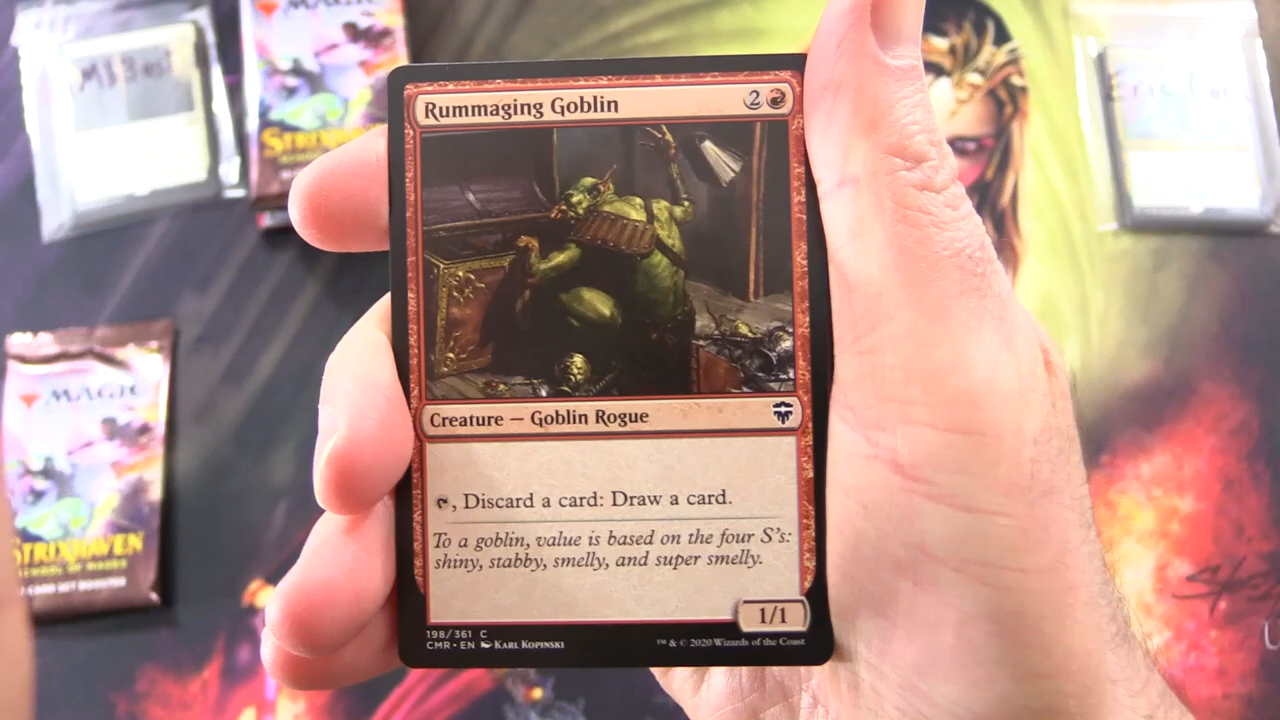 MAGIC
STRIXHAVEN
Rummaging Goblin
2
Creature — Goblin Rogue
, Discard a card: Draw a card.
To a goblin, value is based on the four S's:
shiny, stabby, smelly, and super smelly.
1/1
198/361 C
CMR • EN KARL KOPINSKI
™ & © 2020 Wizards of the Coast
MAGIC
STRIXHAVEN
SCHOOL OF MAGES